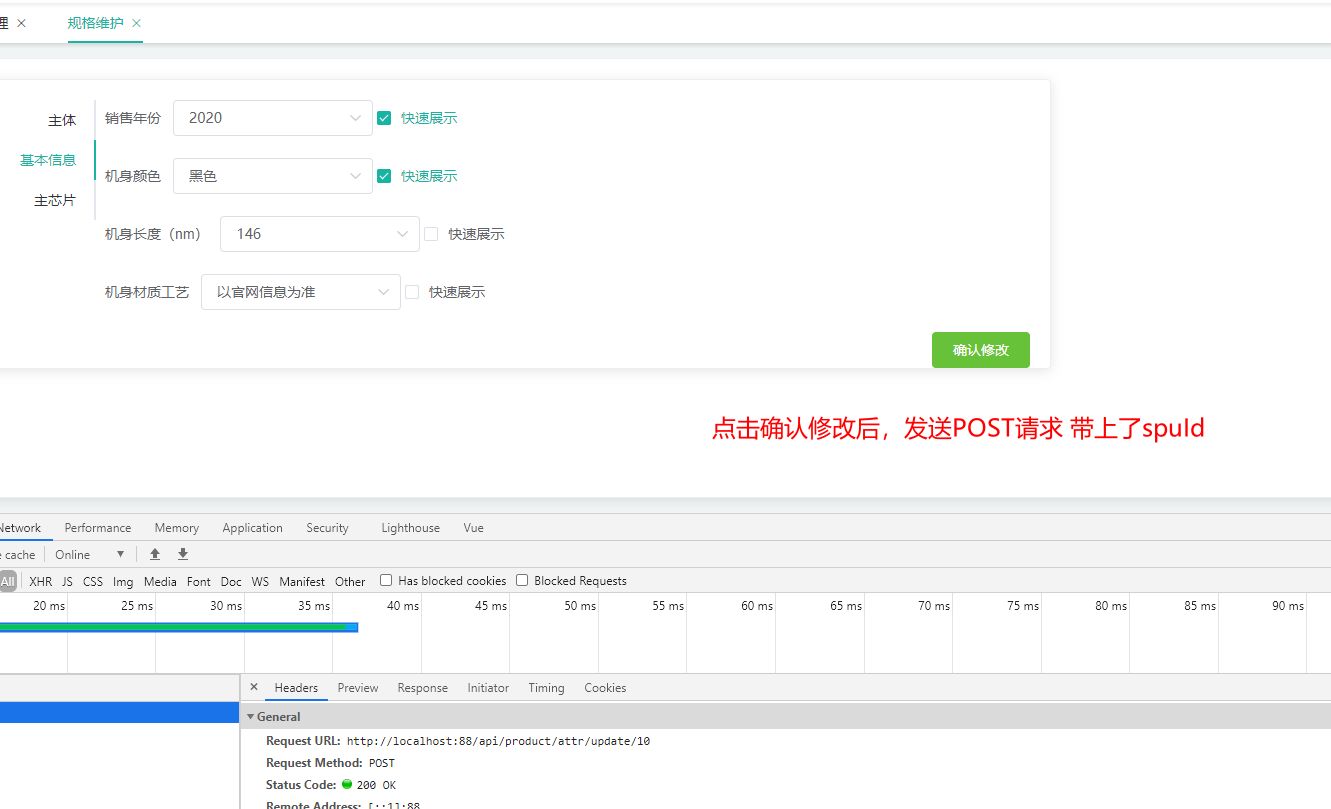 理 ×
规格维护 ×
主体
基本信息
主芯片
销售年份 2020 快速展示
机身颜色 黑色 快速展示
机身长度（nm） 146 快速展示
机身材质工艺 以官网信息为准 快速展示
确认修改
点击确认修改后，发送POST请求 带上了spuId
Network Performance Memory Application Security Lighthouse Vue
e cache Online ▼
All XHR JS CSS Img Media Font Doc WS Manifest Other Has blocked cookies Blocked Requests
20 ms 25 ms 30 ms 35 ms 40 ms 45 ms 50 ms 55 ms 60 ms 65 ms 70 ms 75 ms 80 ms 85 ms 90 ms
× Headers Preview Response Initiator Timing Cookies
General
Request URL: http://localhost:88/api/product/attr/update/10
Request Method: POST
Status Code: 200 OK
Remote Address: [::1]:88